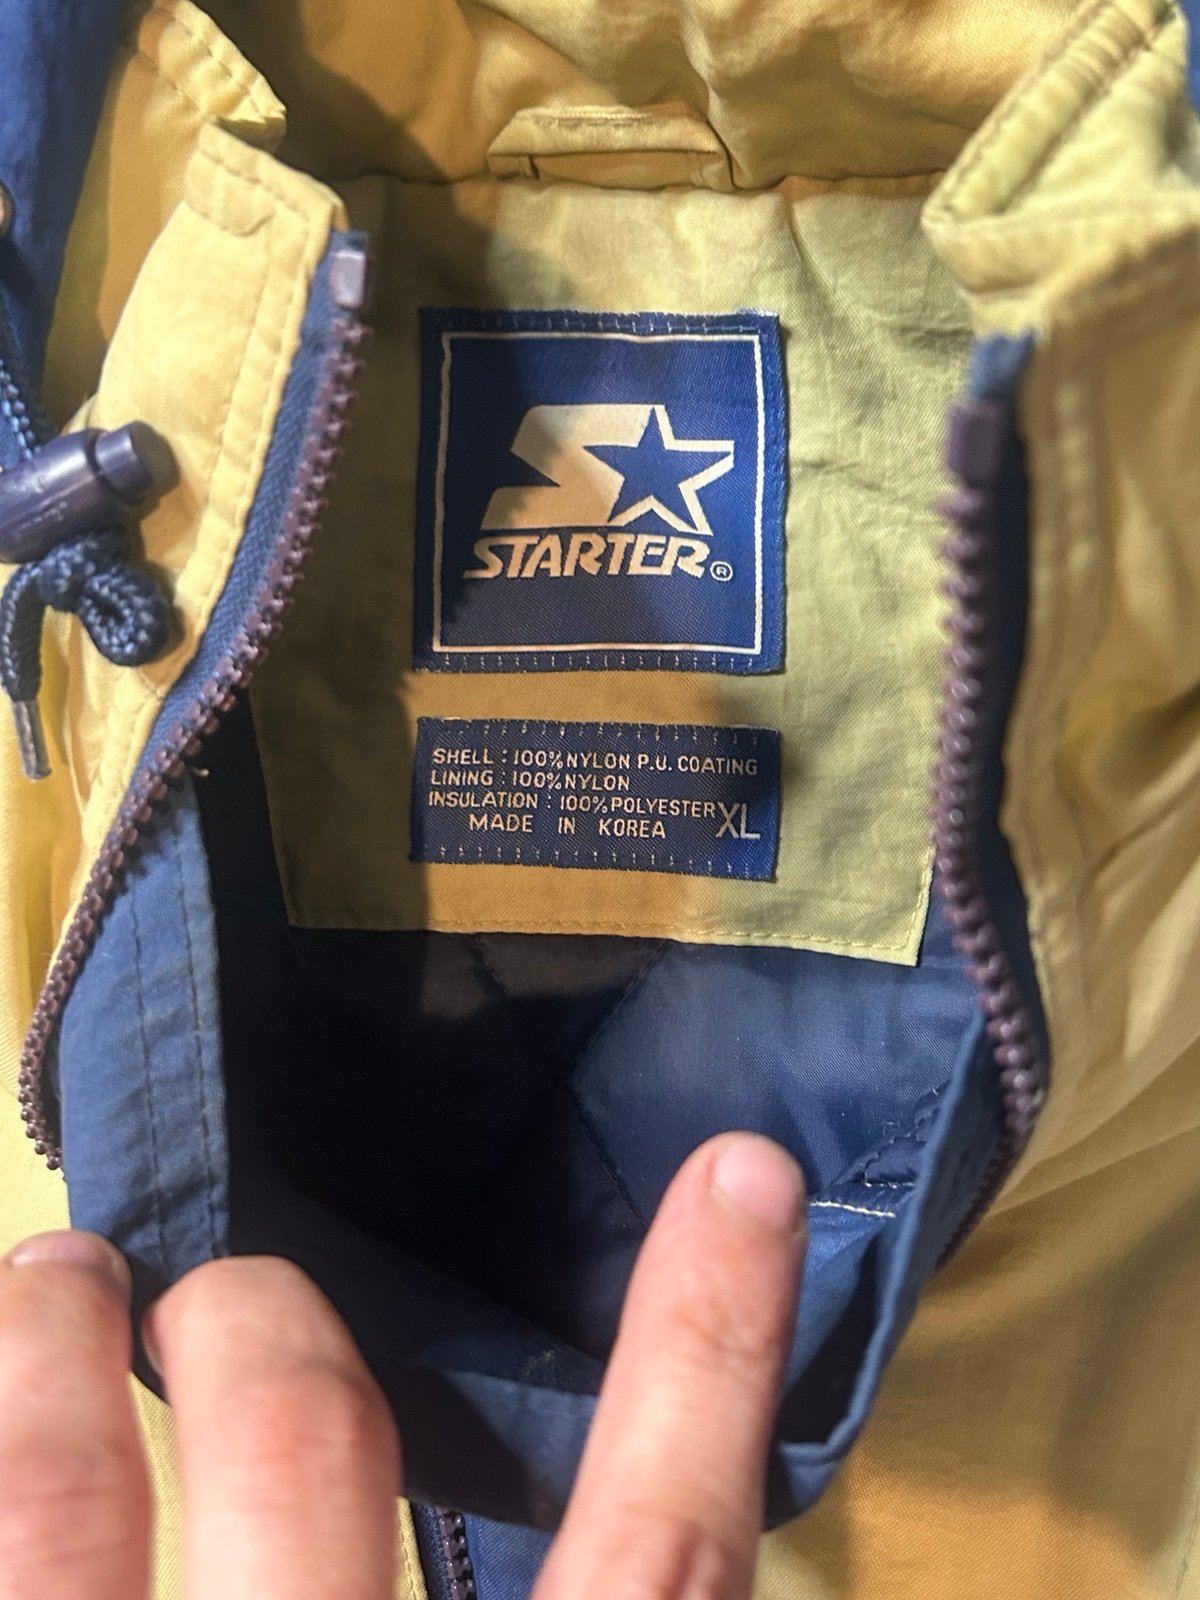 STARTER®
SHELL : 100% NYLON P.U. COATING
LINING : 100% NYLON
INSULATION : 100% POLYESTER XL
MADE IN KOREA